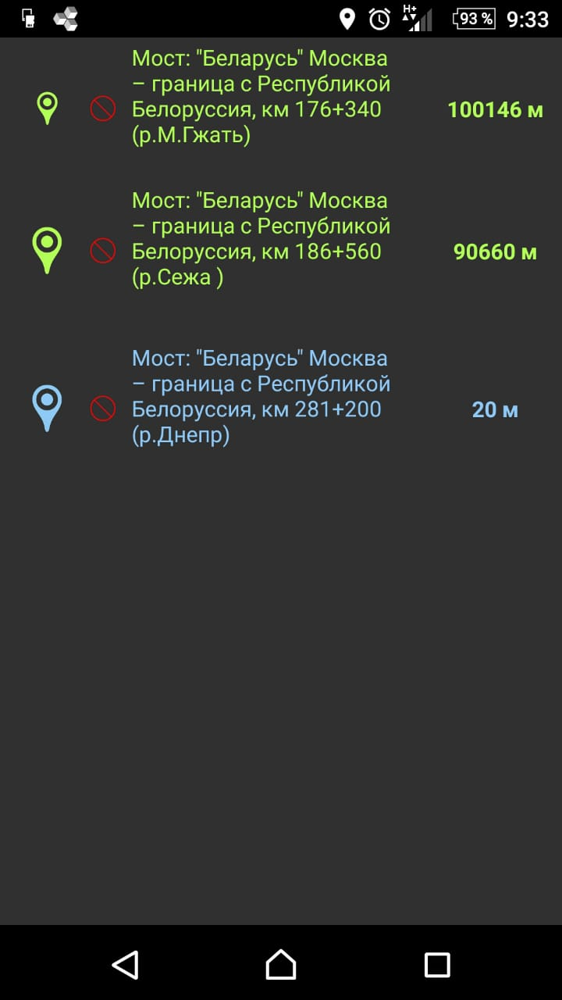 H+
93 %
9:33
Мост: "Беларусь" Москва
– граница с Республикой
Белоруссия, км 176+340
(р.М.Гжать)
100146 м
Мост: "Беларусь" Москва
– граница с Республикой
Белоруссия, км 186+560
(р.Сежа )
90660 м
Мост: "Беларусь" Москва
– граница с Республикой
Белоруссия, км 281+200
(р.Днепр)
20 м